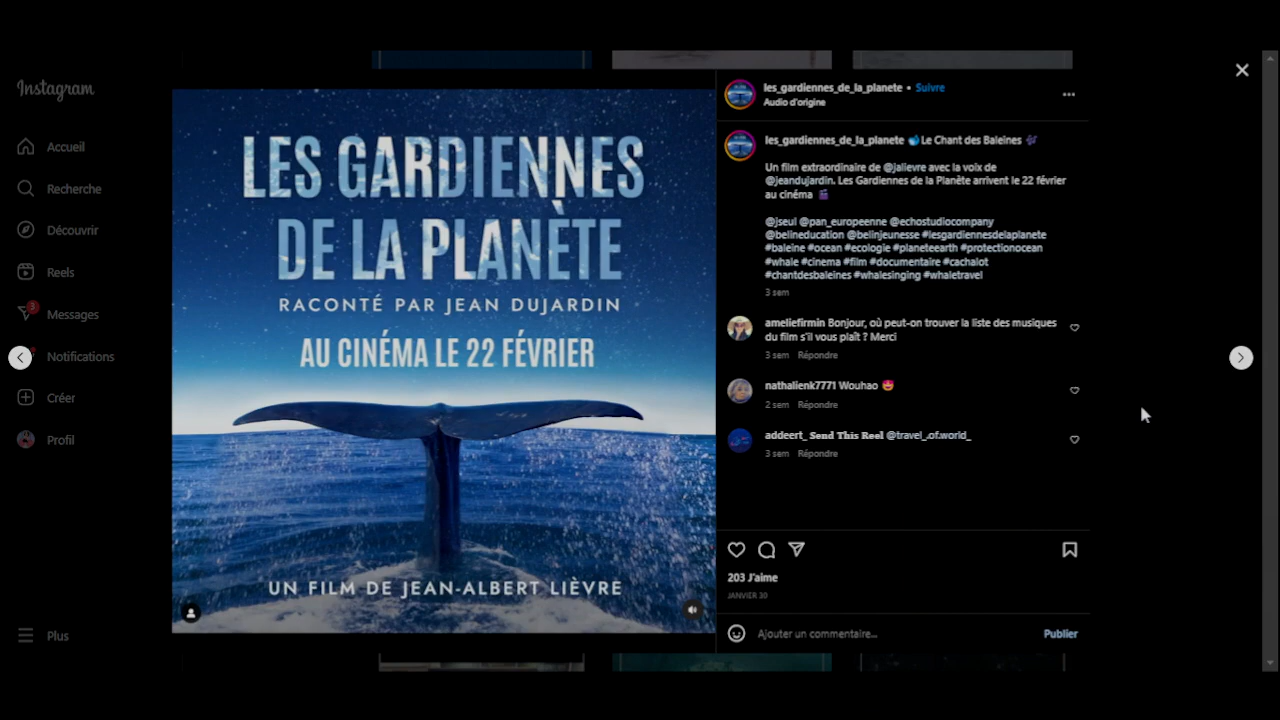 Instagram
Accueil
Recherche
Découvrir
Reels
3
Messages
Notifications
Créer
Profil
Plus
LES GARDIENNES
DE LA PLANÈTE
RACONTÉ PAR JEAN DUJARDIN
AU CINÉMA LE 22 FÉVRIER
UN FILM DE JEAN-ALBERT LIÈVRE
les_gardiennes_de_la_planete • Suivre
Audio d'origine
les_gardiennes_de_la_planete 🐋Le Chant des Baleines 🎶
Un film extraordinaire de @jalievre avec la voix de
@jeandujardin. Les Gardiennes de la Planète arrivent le 22 février
au cinéma 🎬
@jseul @pan_europeenne @echostudiocompany
@belineducation @belinjeunesse #lesgardiennesdelaplanete
#baleine #ocean #ecologie #planeteearth #protectionocean
#whale #cinema #film #documentaire #cachalot
#chantdesbaleines #whalesinging #whaletravel
3 sem
ameliefirmin Bonjour, où peut-on trouver la liste des musiques
du film s'il vous plaît ? Merci
3 sem Répondre
nathalienk7771 Wouhao 😍
2 sem Répondre
addeert_ Send This Reel @travel_.of.world_
3 sem Répondre
203 J'aime
JANVIER 30
Ajouter un commentaire...
Publier